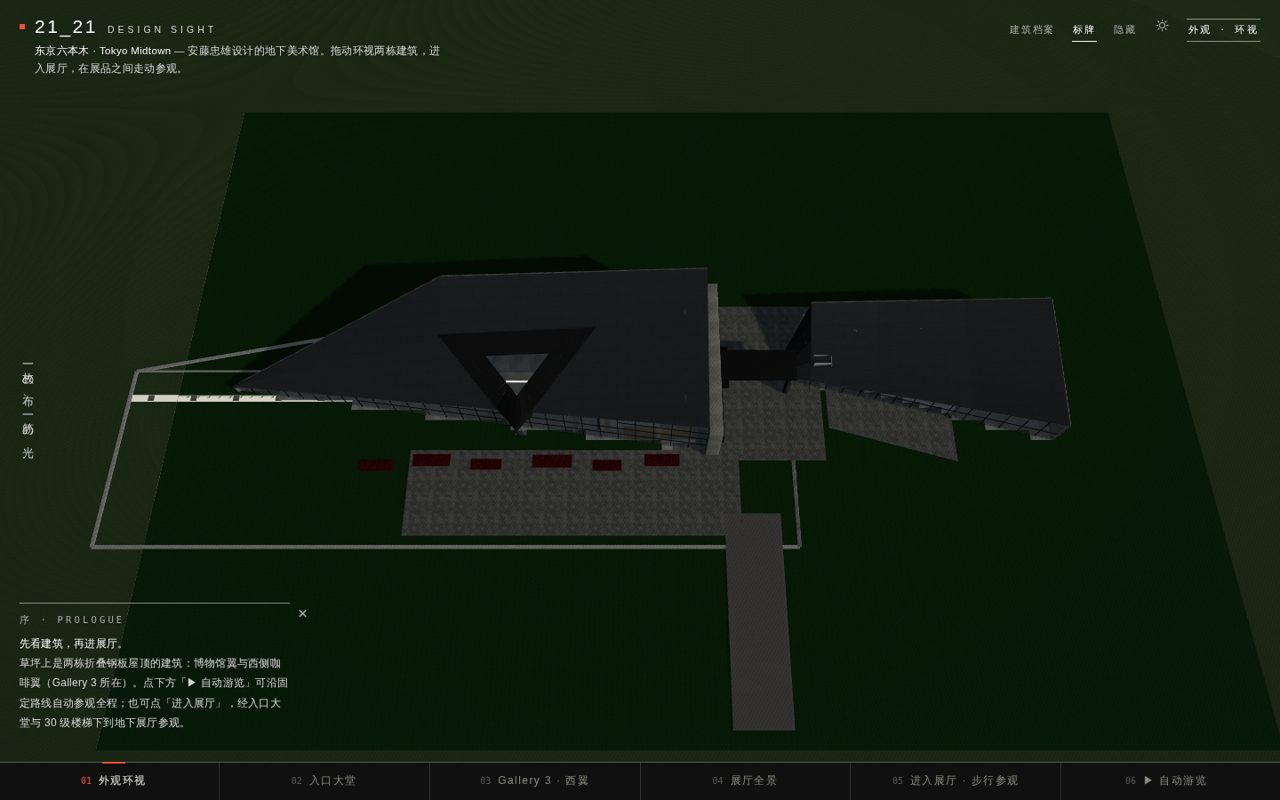 21_21 DESIGN SIGHT
东京六本木 · Tokyo Midtown — 安藤忠雄设计的地下美术馆。拖动环视两栋建筑，进
入展厅，在展品之间走动参观。
建筑档案 标牌 隐藏 外观 · 环视
一枚の布、一筋の光
序 · PROLOGUE ×
先看建筑，再进展厅。
草坪上是两栋折叠钢板屋顶的建筑：博物馆翼与西侧咖
啡翼（Gallery 3 所在）。点下方「▶ 自动游览」可沿固
定路线自动参观全程；也可点「进入展厅」，经入口大
堂与 30 级楼梯下到地下展厅参观。
01 外观环视 02 入口大堂 03 Gallery 3 · 西翼 04 展厅全景 05 进入展厅 · 步行参观 06 ▶ 自动游览